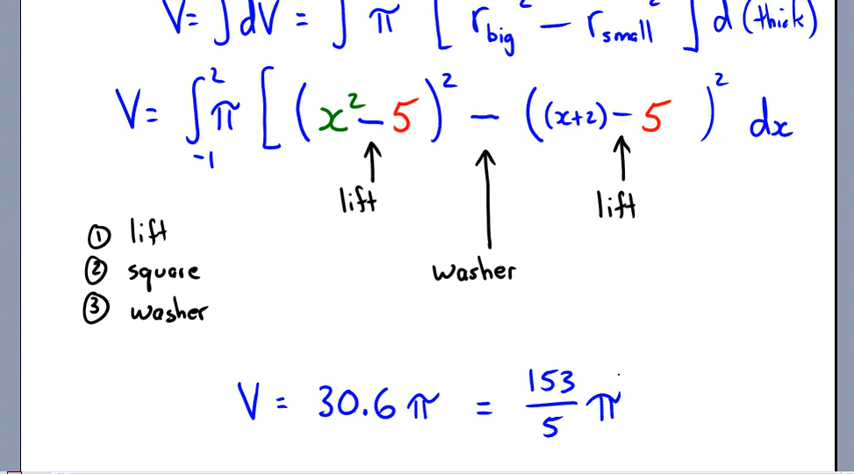 V = ∫ dV = ∫ π [ r_big² − r_small² ] d (thick)
V = ∫_{-1}^{2} π [ (x² − 5)² − ((x+2) − 5)² dx
lift washer lift
① lift
② square
③ washer
V = 30.6 π = 153/5 π